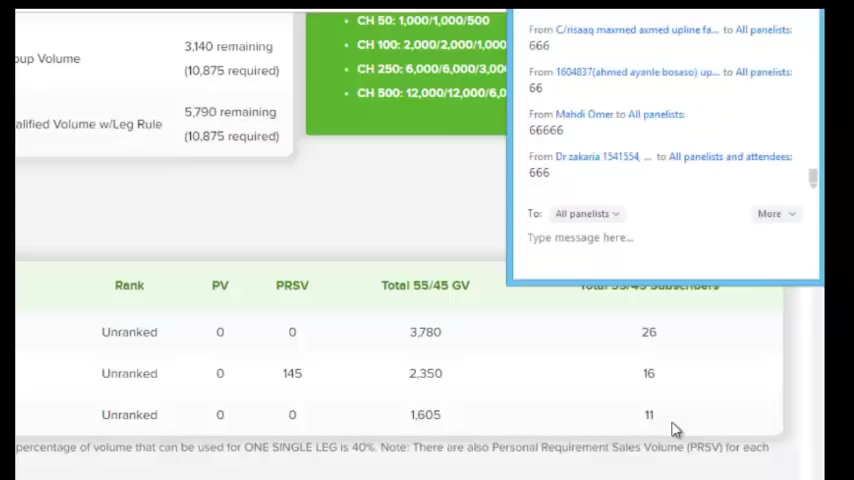 oup Volume
3,140 remaining
(10,875 required)
alified Volume w/Leg Rule
5,790 remaining
(10,875 required)
• CH 50: 1,000/1,000/500
• CH 100: 2,000/2,000/1,000
• CH 250: 6,000/6,000/3,00
• CH 500: 12,000/12,000/6,0
From C/risaaq maxmed axmed upline fa... to All panelists:
666
From 1604837(ahmed ayanle bosaso) up... to All panelists:
66
From Mahdi Omer to All panelists:
66666
From Dr zakaria 1541554, ... to All panelists and attendees:
666
To: All panelists More
Type message here...
Rank PV PRSV Total 55/45 GV Total 55/45 Subscribers
Unranked 0 0 3,780 26
Unranked 0 145 2,350 16
Unranked 0 0 1,605 11
percentage of volume that can be used for ONE SINGLE LEG is 40%. Note: There are also Personal Requirement Sales Volume (PRSV) for each